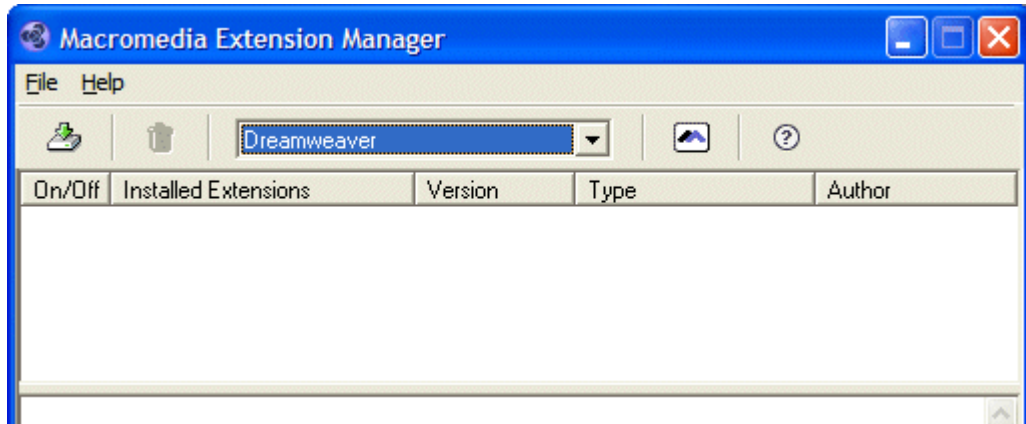 Macromedia Extension Manager
File Help
Dreamweaver ?
On/Off Installed Extensions Version Type Author